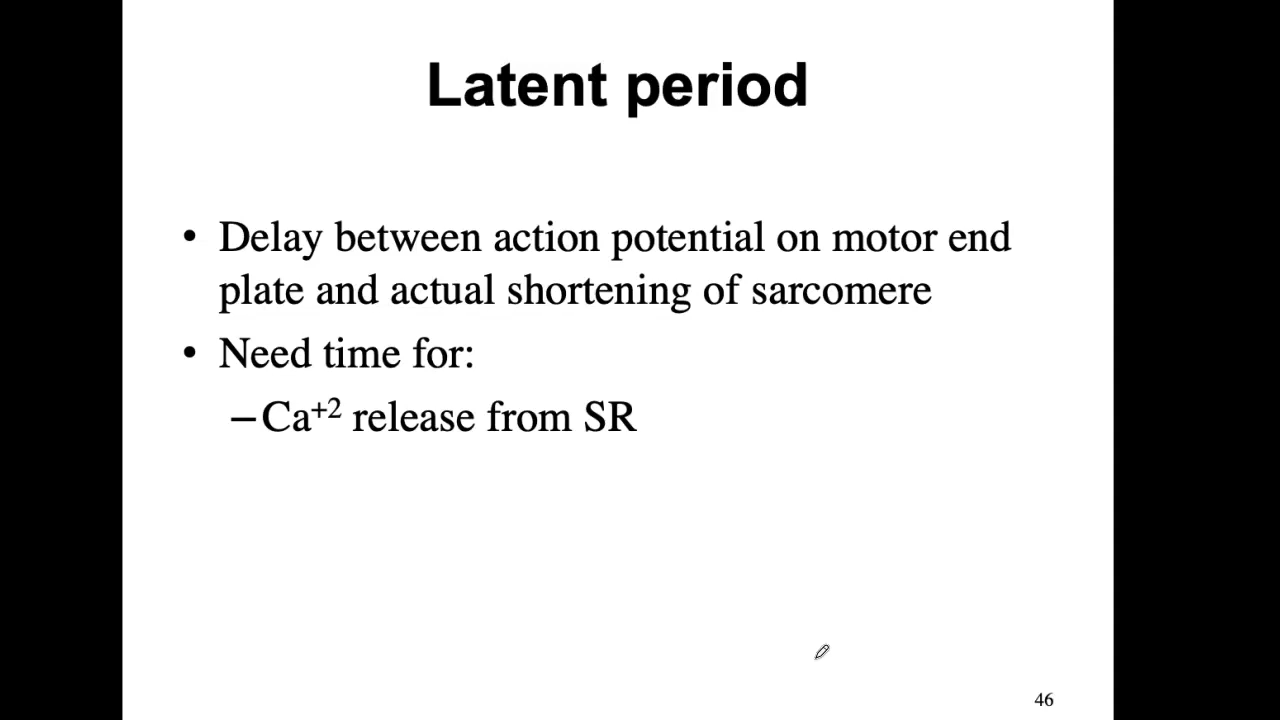 Latent period
• Delay between action potential on motor end
plate and actual shortening of sarcomere
• Need time for:
–Ca⁺² release from SR
46